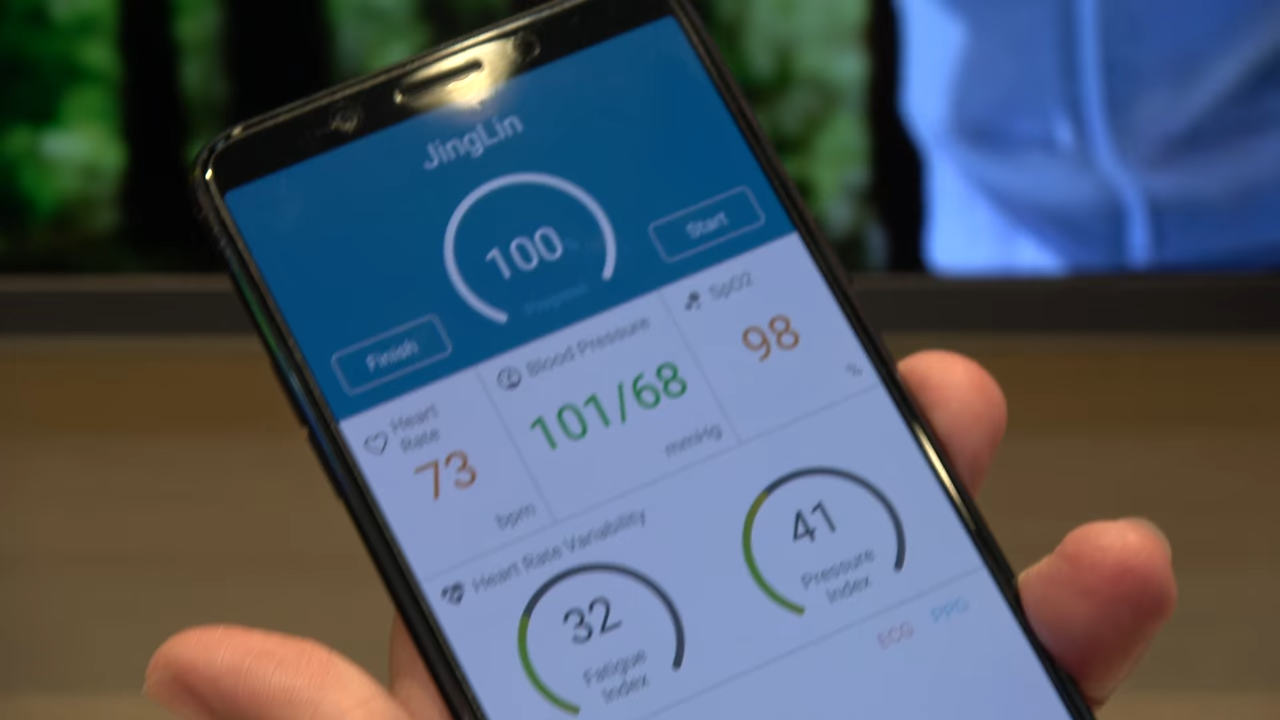 JingLin
100
Progress
Start
Finish
Heart
Rate
73
bpm
Blood Pressure
101/68
mmHg
SpO2
98
%
Heart Rate Variability
32
Fatigue
Index
41
Pressure
Index
ECG PPG